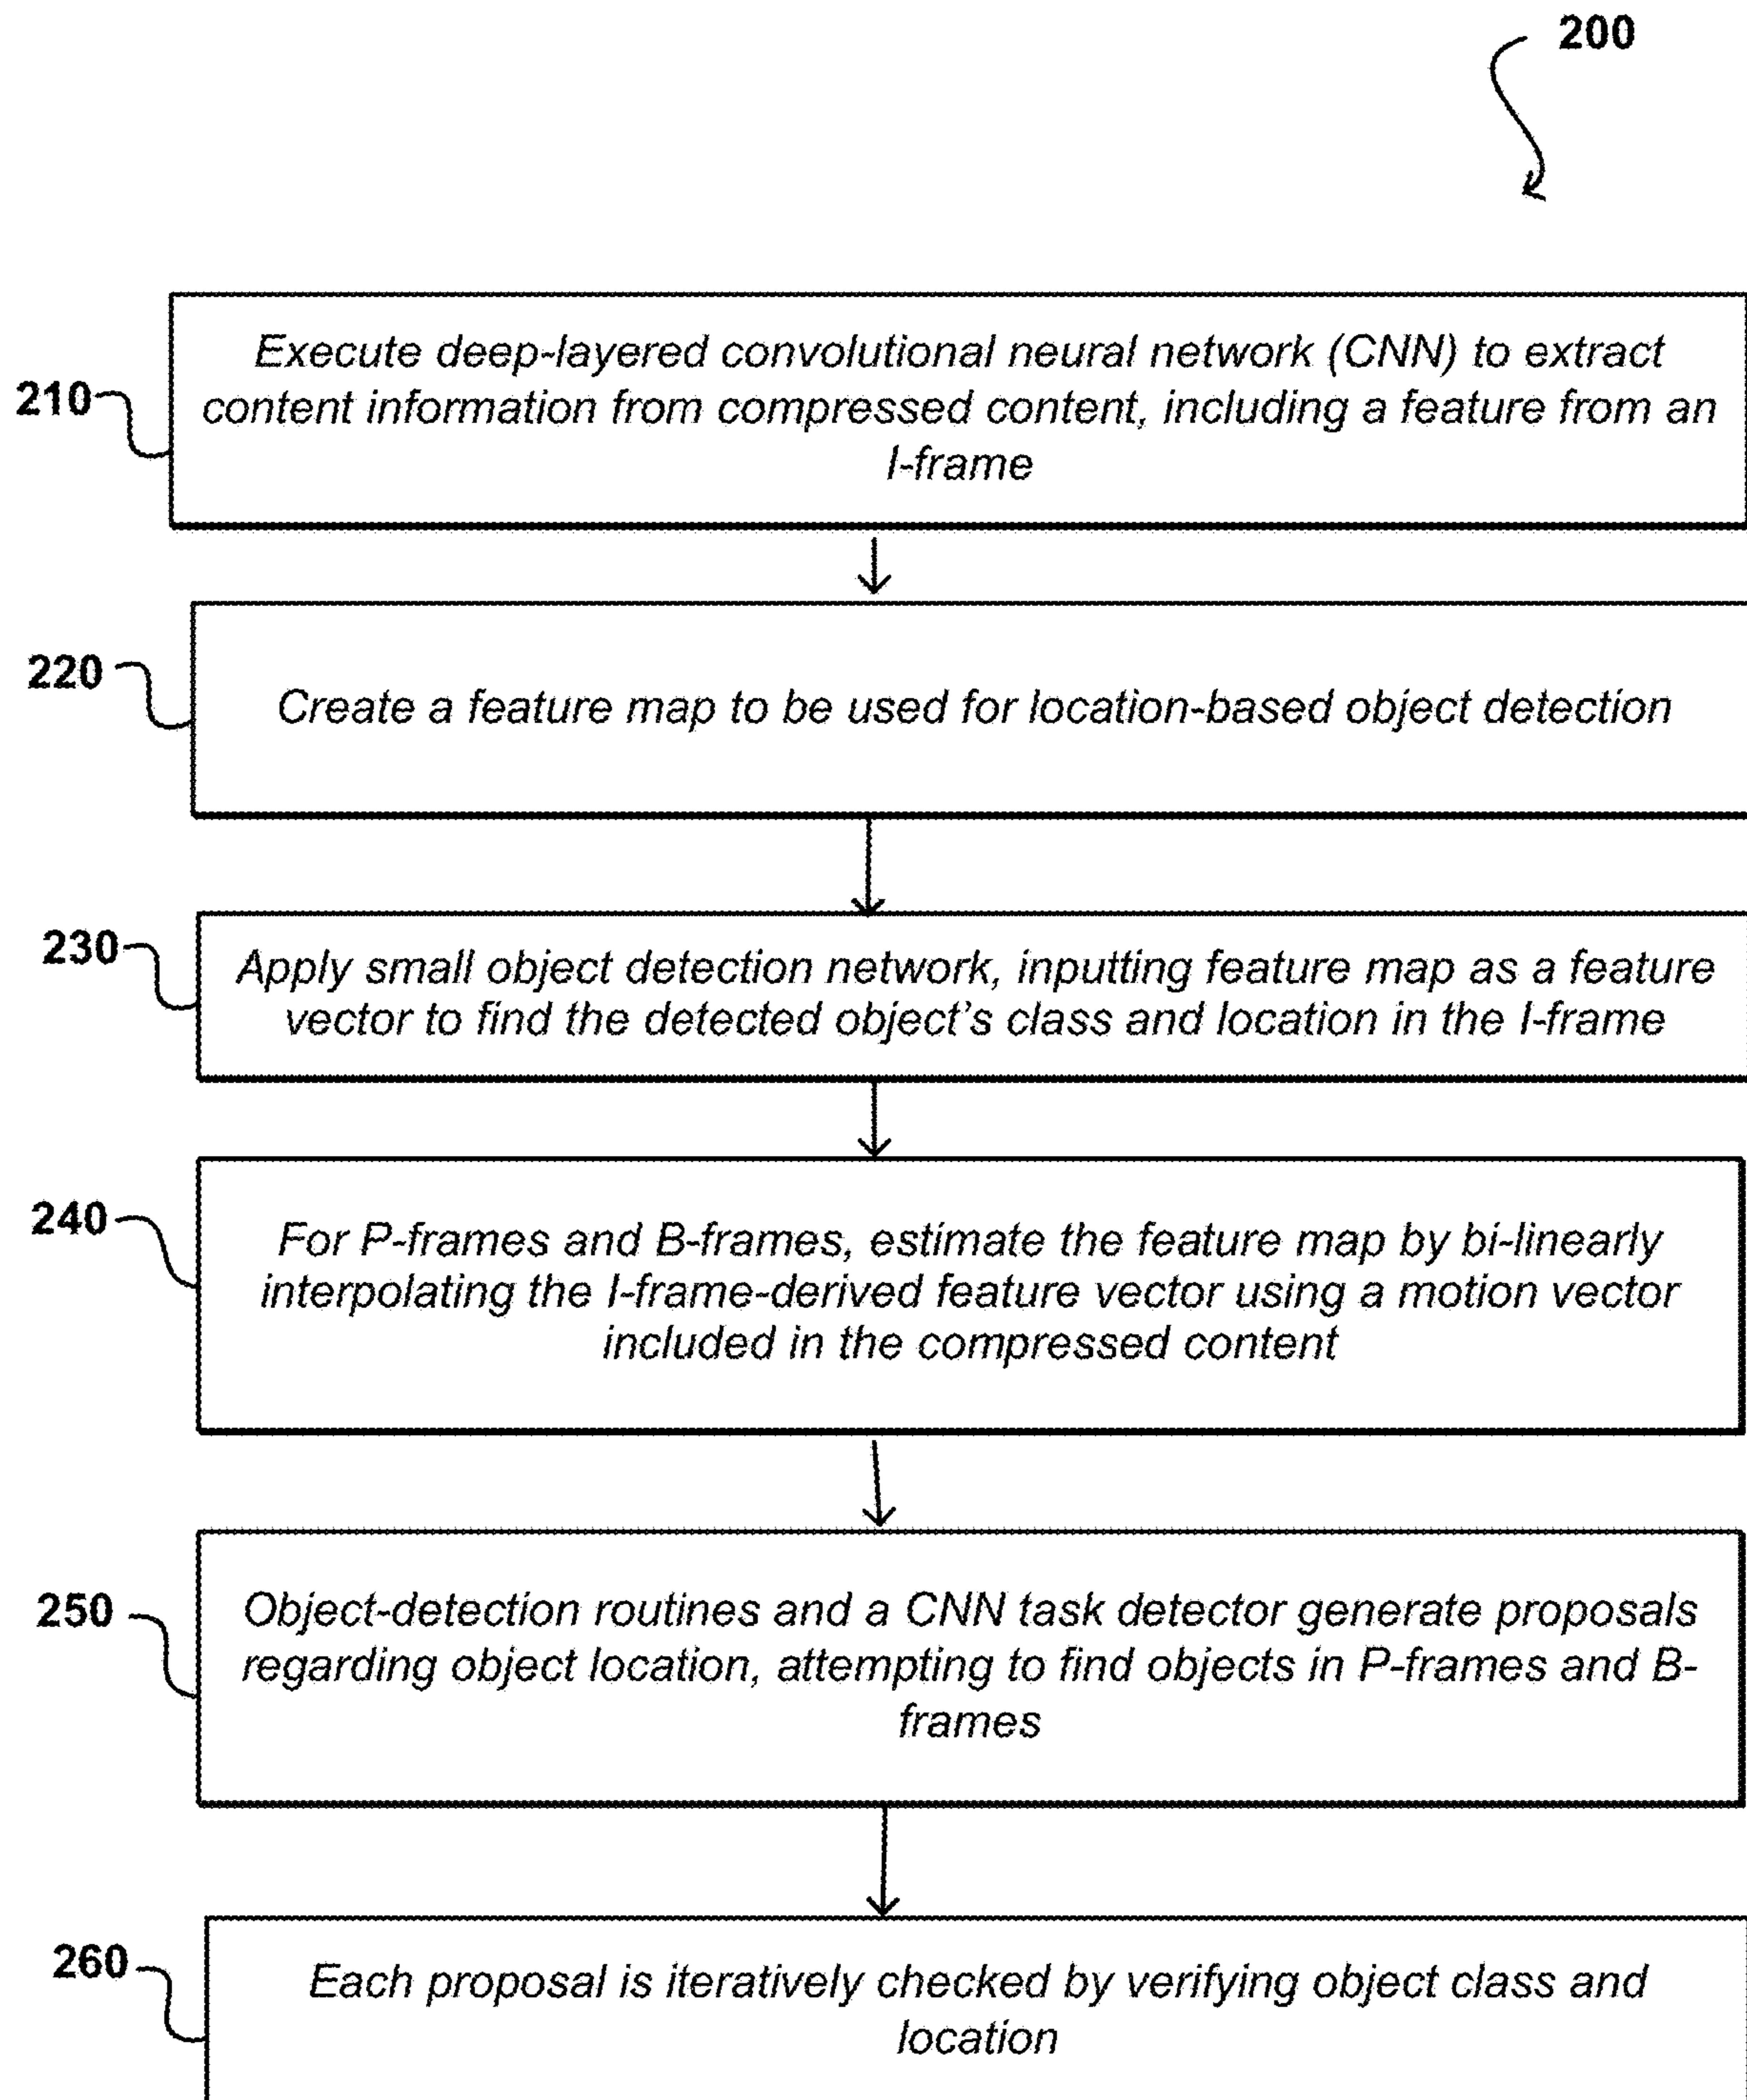 200
210
Execute deep-layered convolutional neural network (CNN) to extract
content information from compressed content, including a feature from an
I-frame
220
Create a feature map to be used for location-based object detection
230
Apply small object detection network, inputting feature map as a feature
vector to find the detected object's class and location in the I-frame
240
For P-frames and B-frames, estimate the feature map by bi-linearly
interpolating the I-frame-derived feature vector using a motion vector
included in the compressed content
250
Object-detection routines and a CNN task detector generate proposals
regarding object location, attempting to find objects in P-frames and B-
frames
260
Each proposal is iteratively checked by verifying object class and
location